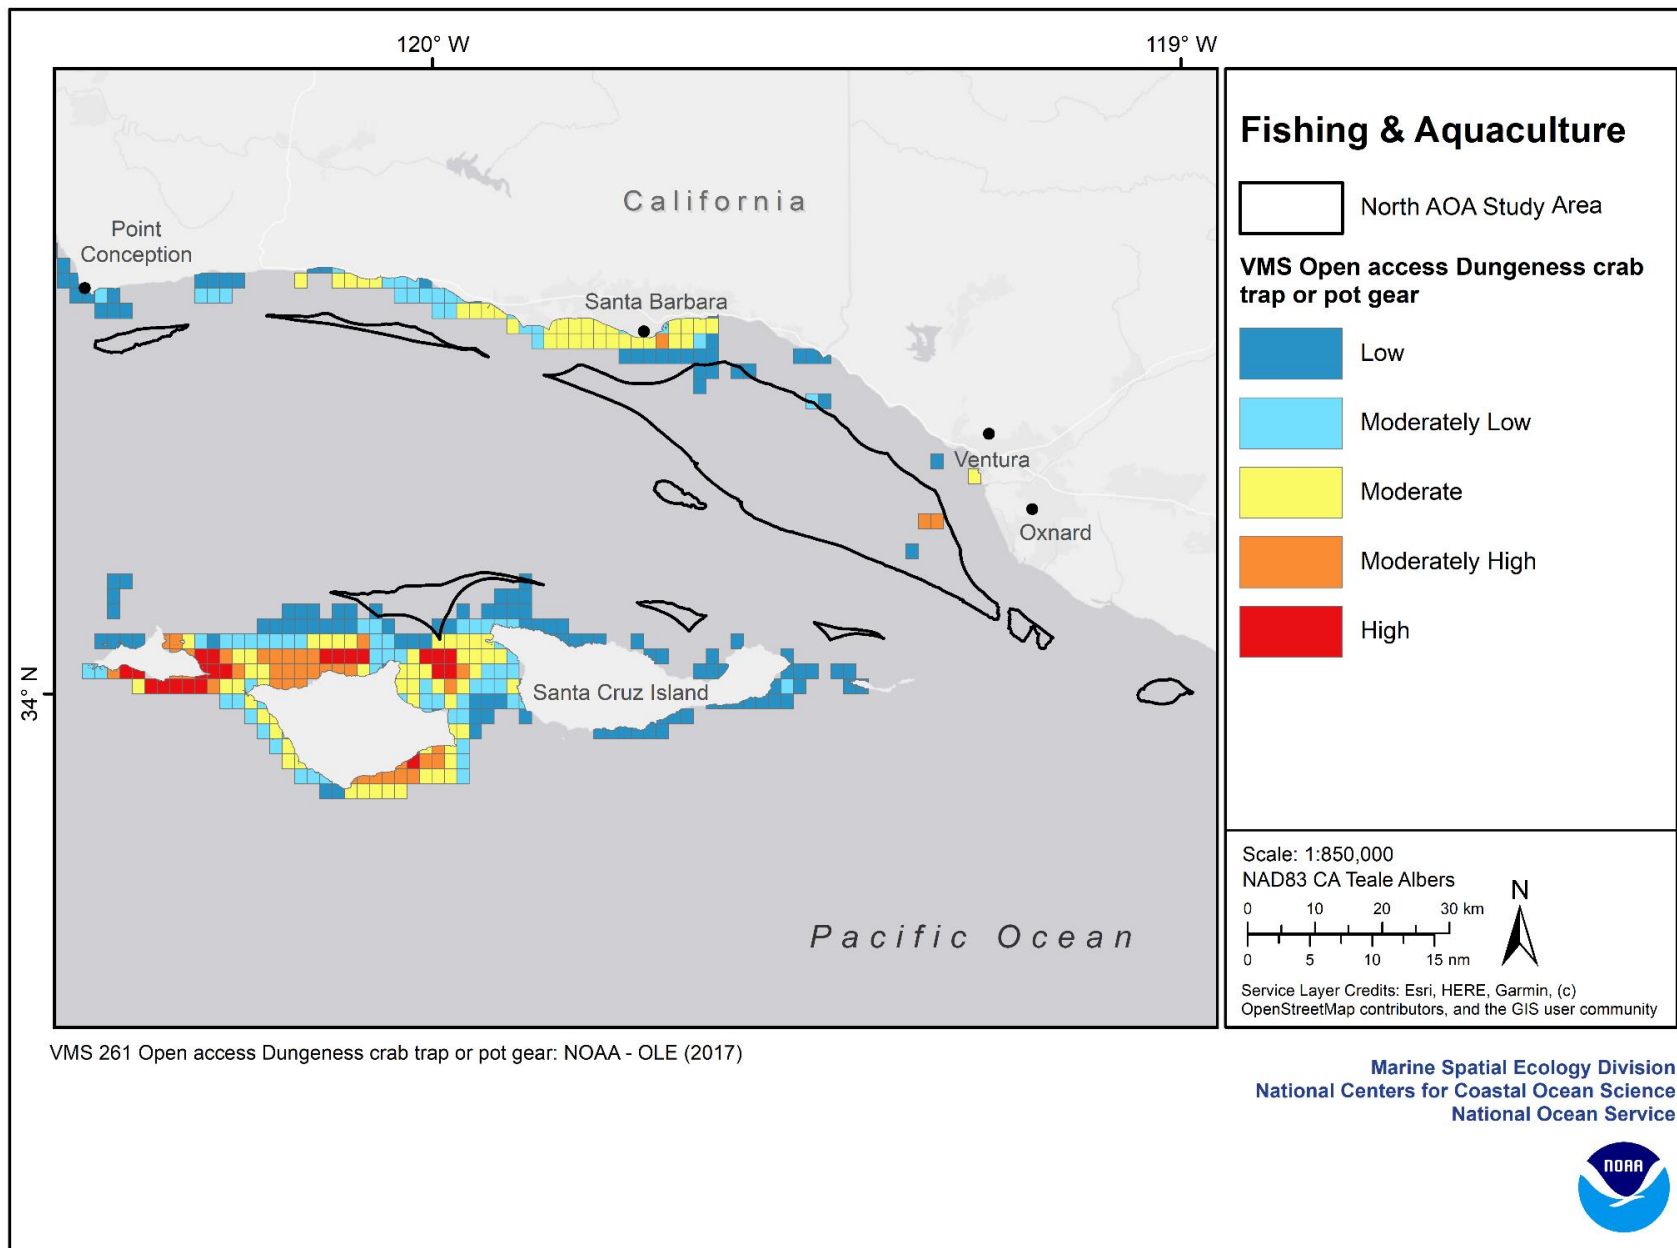 120° W
119° W
34° N
California
Point
Conception
Santa Barbara
Ventura
Oxnard
Santa Cruz Island
Pacific Ocean
Fishing & Aquaculture
North AOA Study Area
VMS Open access Dungeness crab
trap or pot gear
Low
Moderately Low
Moderate
Moderately High
High
Scale: 1:850,000
NAD83 CA Teale Albers
0 10 20 30 km
0 5 10 15 nm
N
Service Layer Credits: Esri, HERE, Garmin, (c)
OpenStreetMap contributors, and the GIS user community
VMS 261 Open access Dungeness crab trap or pot gear: NOAA - OLE (2017)
Marine Spatial Ecology Division
National Centers for Coastal Ocean Science
National Ocean Service
NOAA